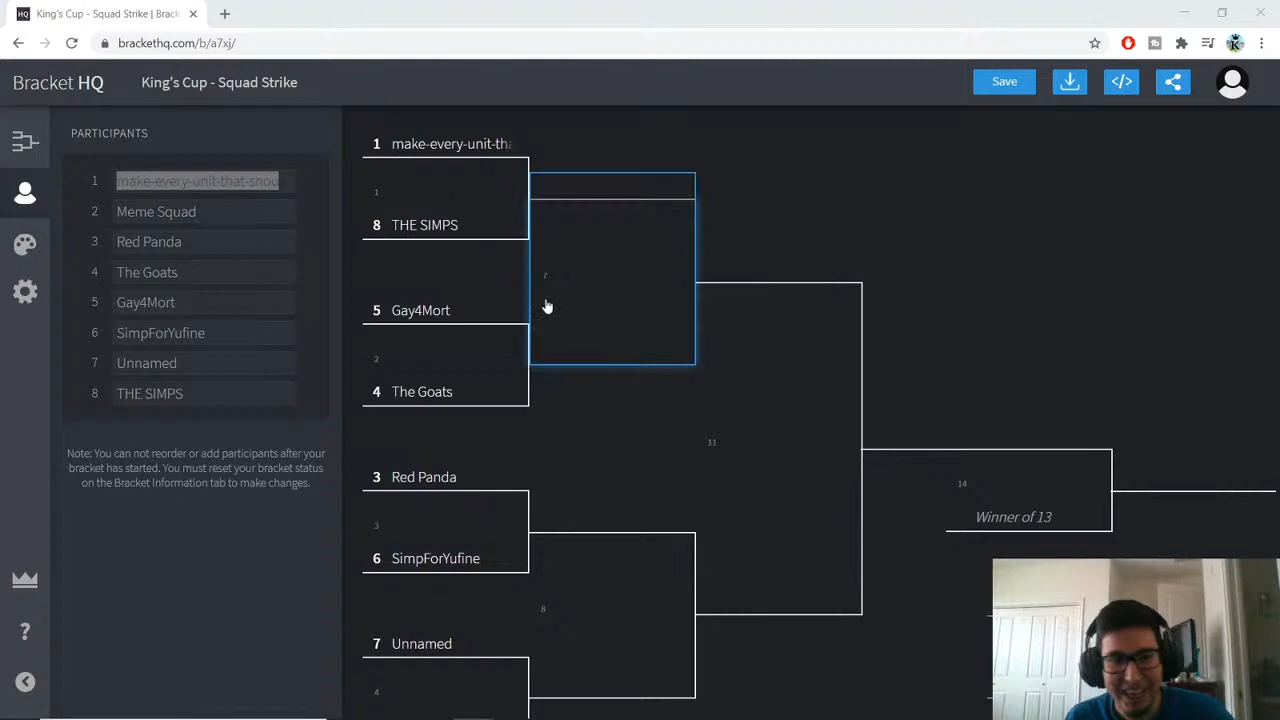 King's Cup - Squad Strike | Brack
brackethq.com/b/a7xj/
Bracket HQ
King's Cup - Squad Strike
Save
PARTICIPANTS
1 make-every-unit-that-shou
2 Meme Squad
3 Red Panda
4 The Goats
5 Gay4Mort
6 SimpForYufine
7 Unnamed
8 THE SIMPS
Note: You can not reorder or add participants after your
bracket has started. You must reset your bracket status
on the Bracket Information tab to make changes.
1 make-every-unit-tha
1
8 THE SIMPS
7
5 Gay4Mort
2
4 The Goats
11
3 Red Panda
3
6 SimpForYufine
8
7 Unnamed
4
14
Winner of 13